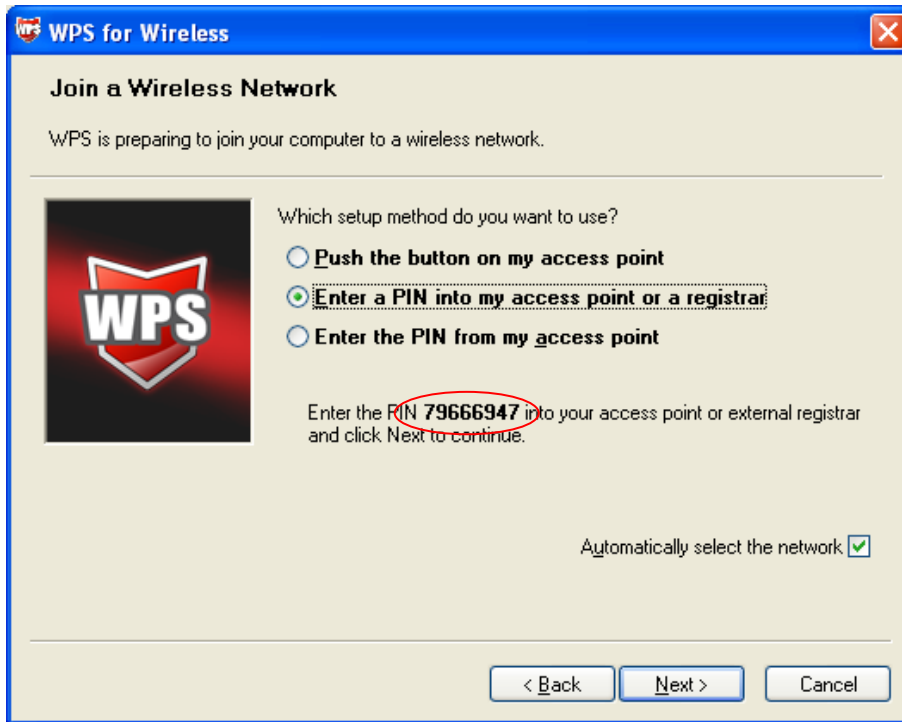 WPS for Wireless
Join a Wireless Network
WPS is preparing to join your computer to a wireless network.
WPS
Which setup method do you want to use?
Push the button on my access point
Enter a PIN into my access point or a registrar
Enter the PIN from my access point
Enter the PIN 79666947 into your access point or external registrar
and click Next to continue.
Automatically select the network
< Back
Next >
Cancel